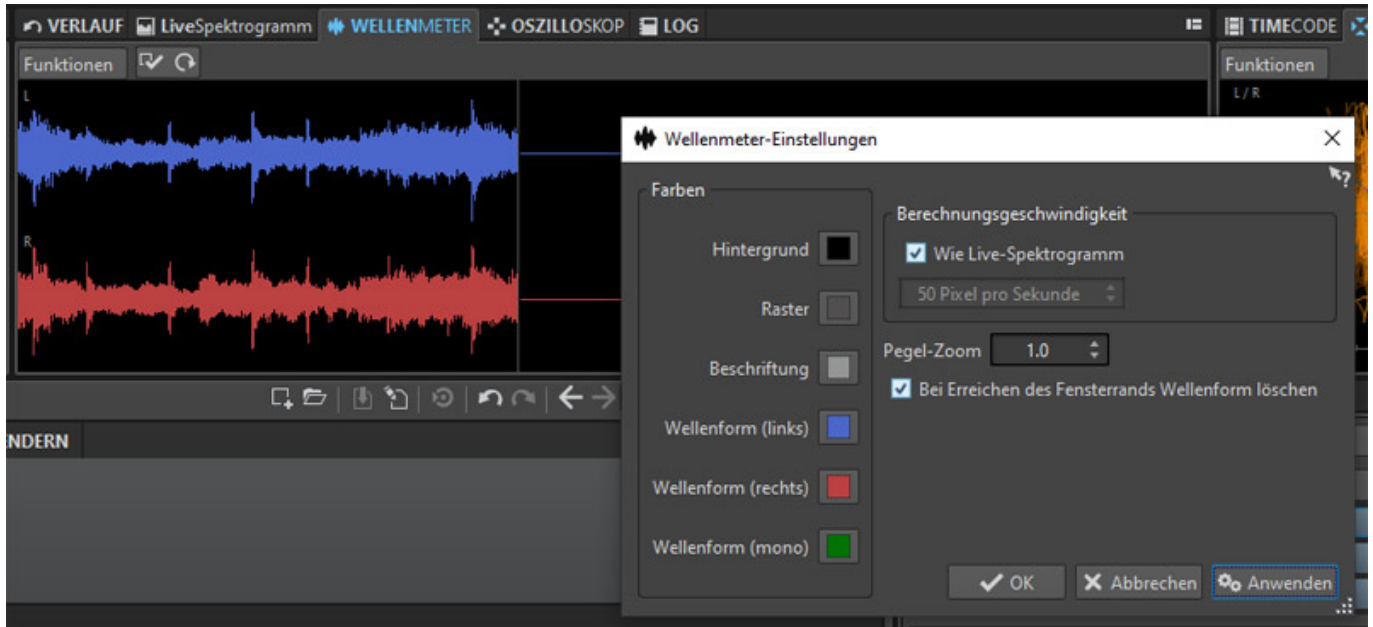 VERLAUF LiveSpektrogramm WELLENMETER OSZILLOSKOP LOG TIMECODE
Funktionen
Funktionen
L
L/R
R
NDERN
Wellenmeter-Einstellungen
Farben
Hintergrund
Raster
Beschriftung
Wellenform (links)
Wellenform (rechts)
Wellenform (mono)
Berechnungsgeschwindigkeit
Wie Live-Spektrogramm
50 Pixel pro Sekunde
Pegel-Zoom 1.0
Bei Erreichen des Fensterrands Wellenform löschen
OK Abbrechen Anwenden